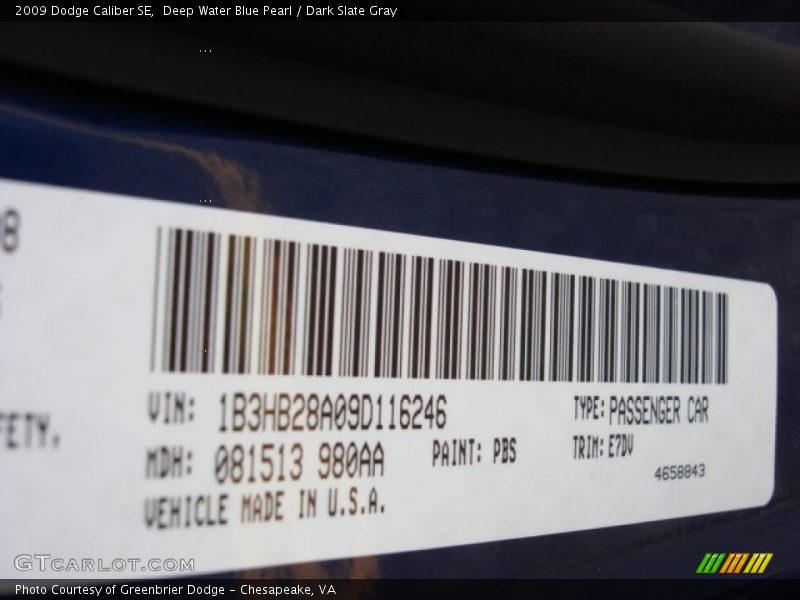 2009 Dodge Caliber SE,  Deep Water Blue Pearl / Dark Slate Gray
VIN: 1B3HB28A09D116246 TYPE: PASSENGER CAR
MDH: 081513 980AA PAINT: PBS TRIM: E7DV
4658843
VEHICLE MADE IN U.S.A.
GTCARLOT.COM
Photo Courtesy of Greenbrier Dodge - Chesapeake, VA